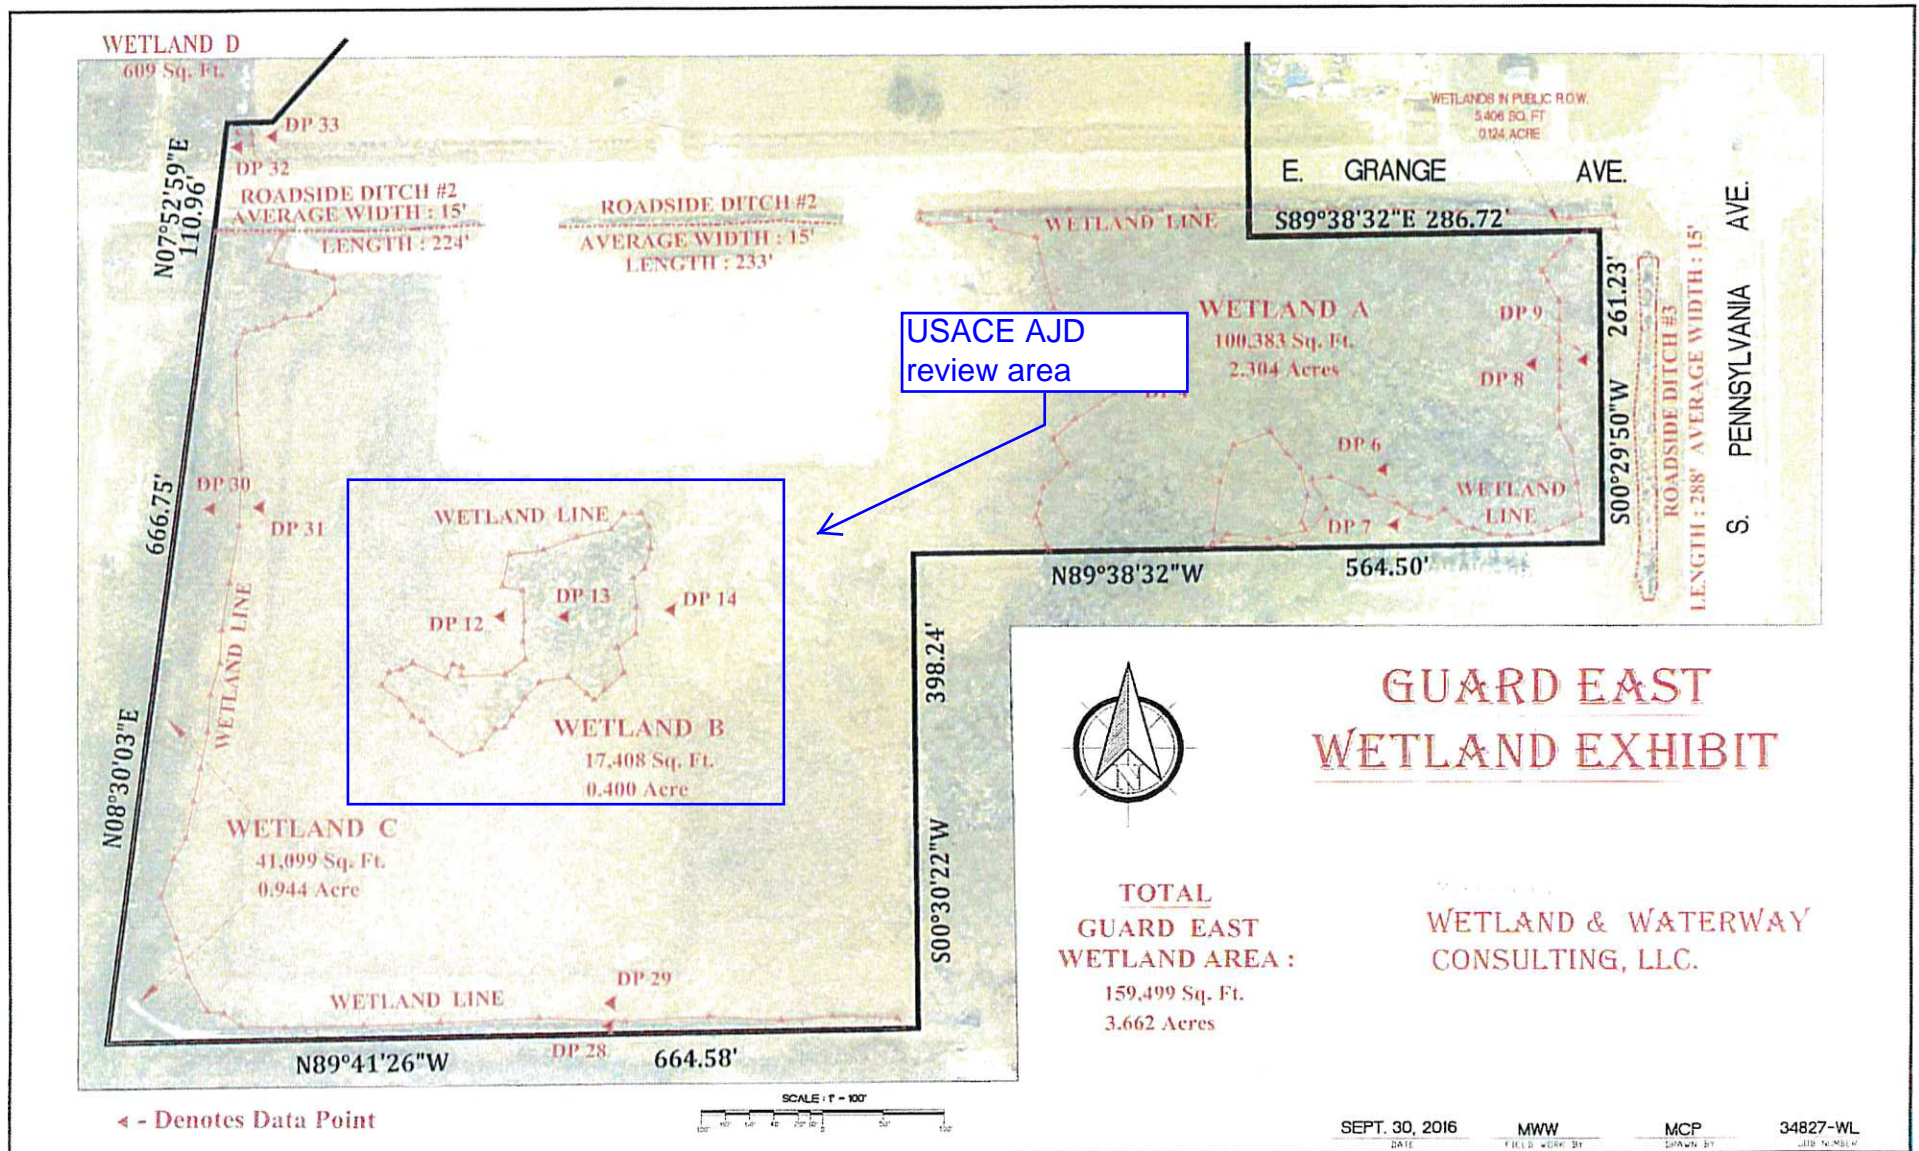 WETLAND D
609 Sq. Ft.
DP 33
DP 32
N07°52'59"E
110.96'
ROADSIDE DITCH #2
AVERAGE WIDTH : 15'
LENGTH : 224'
ROADSIDE DITCH #2
AVERAGE WIDTH : 15'
LENGTH : 233'
WETLAND LINE
WETLANDS IN PUBLIC R.O.W.
5,406 SQ. FT
0.124 ACRE
E. GRANGE AVE.
S89°38'32"E 286.72'
S. PENNSYLVANIA AVE.
261.23'
S00°29'50"W
ROADSIDE DITCH #3
LENGTH : 288' AVERAGE WIDTH : 15'
WETLAND A
100,383 Sq. Ft.
2.304 Acres
DP 9
DP 8
USACE AJD
review area
DP 6
DP 7
WETLAND
LINE
N89°38'32"W
564.50'
666.75'
N08°30'03"E
DP 30
DP 31
WETLAND LINE
WETLAND LINE
DP 12
DP 13
DP 14
WETLAND B
17,408 Sq. Ft.
0.400 Acre
398.24'
S00°30'22"W
WETLAND C
41,099 Sq. Ft.
0.944 Acre
WETLAND LINE
DP 29
DP 28
N89°41'26"W
664.58'
N
GUARD EAST
WETLAND EXHIBIT
TOTAL
GUARD EAST
WETLAND AREA :
159,499 Sq. Ft.
3.662 Acres
WETLAND & WATERWAY
CONSULTING, LLC.
- Denotes Data Point
SCALE : 1" = 100'
SEPT. 30, 2016
DATE
MWW
FIELD WORK BY
MCP
DRAWN BY
34827-WL
JOB NUMBER